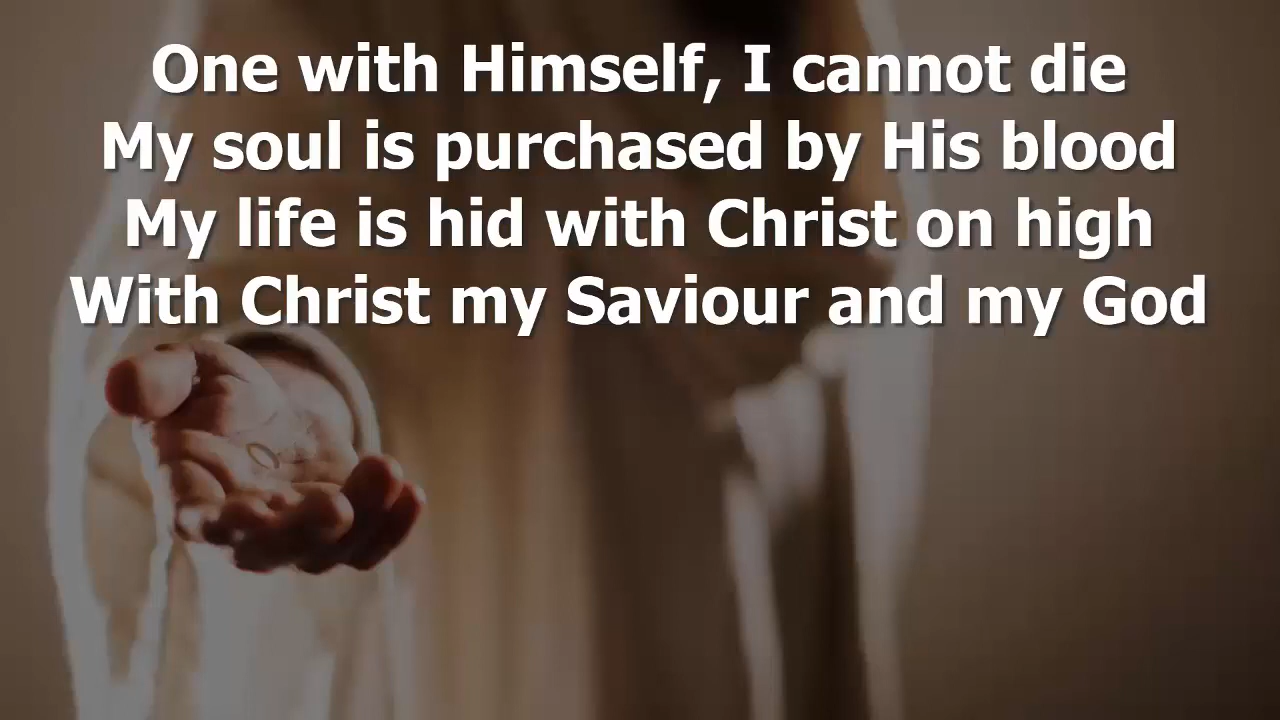 One with Himself, I cannot die
My soul is purchased by His blood
My life is hid with Christ on high
With Christ my Saviour and my God